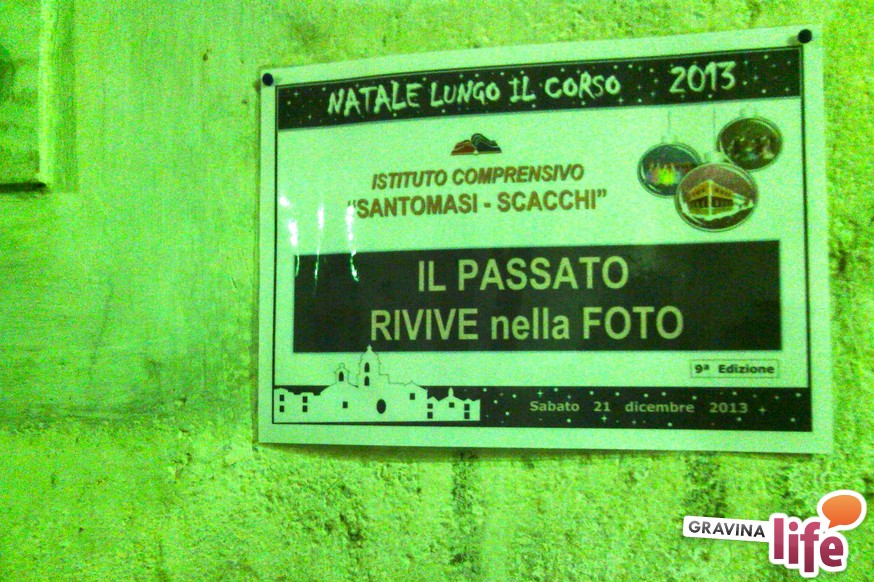 NATALE LUNGO IL CORSO 2013
ISTITUTO COMPRENSIVO
"SANTOMASI - SCACCHI"
IL PASSATO
RIVIVE nella FOTO
9ª Edizione
Sabato 21 dicembre 2013
GRAVINA
life